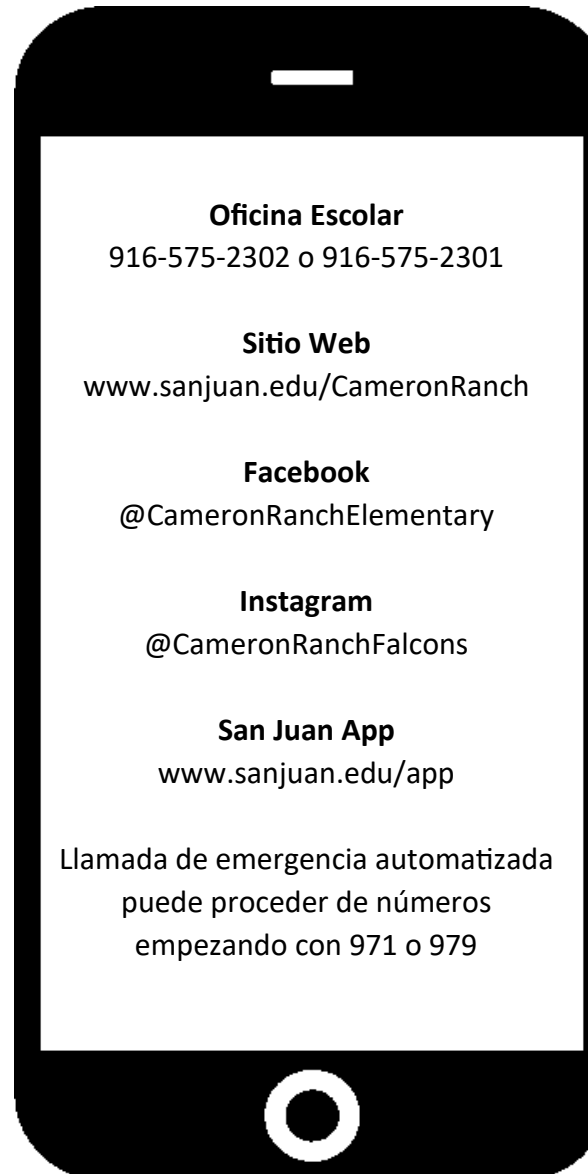 Oficina Escolar
916-575-2302 o 916-575-2301
Sitio Web
www.sanjuan.edu/CameronRanch
Facebook
@CameronRanchElementary
Instagram
@CameronRanchFalcons
San Juan App
www.sanjuan.edu/app
Llamada de emergencia automatizada
puede proceder de números
empezando con 971 o 979